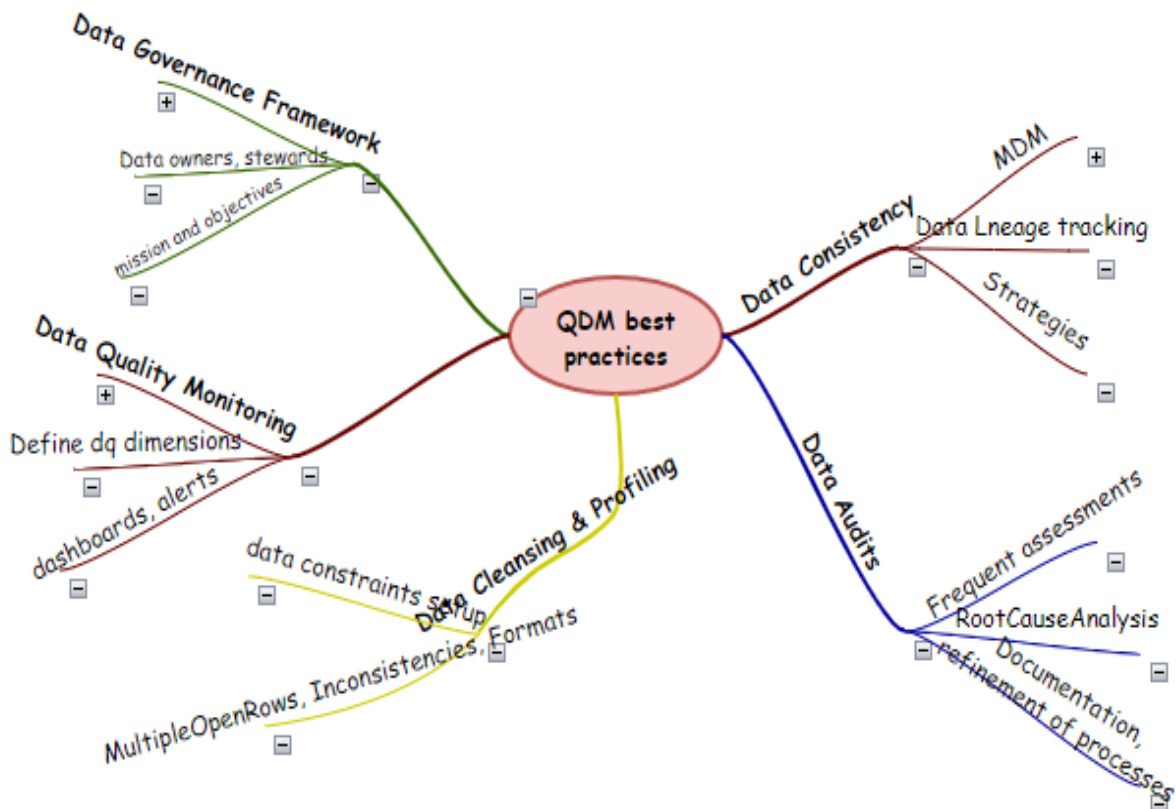 Data Governance Framework
Data owners, stewards
mission and objectives
Data Quality Monitoring
Define dq dimensions
dashboards, alerts
QDM best
practices
Data Consistency
MDM
Data Lneage tracking
Strategies
Data Audits
Frequent assessments
RootCauseAnalysis
Documentation,
refinement of processes
Data Cleansing & Profiling
data constraints setup
MultipleOpenRows, Inconsistencies, Formats